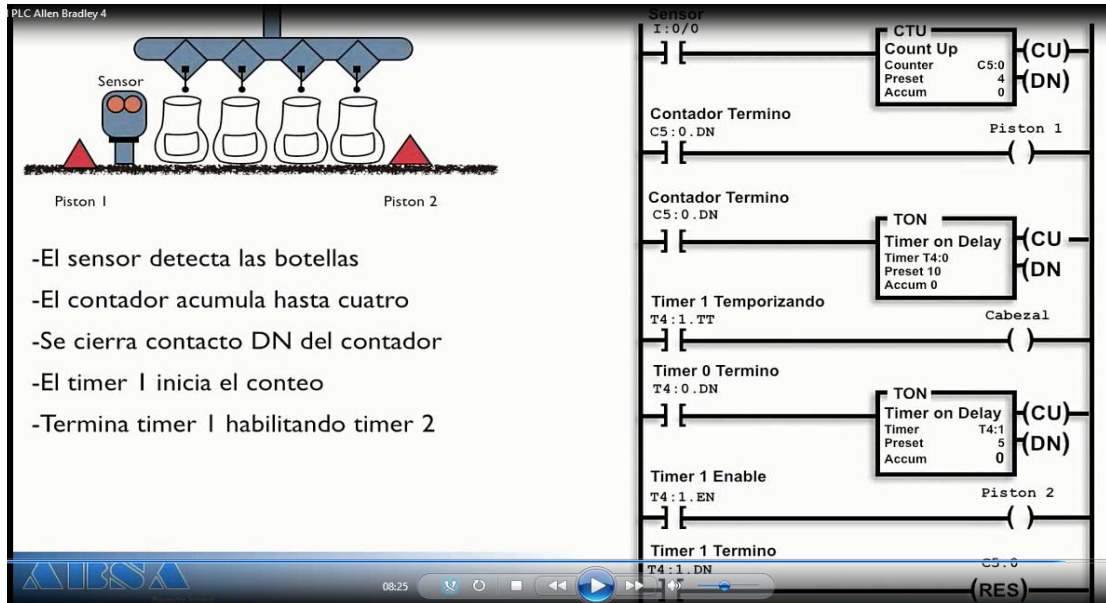 PLC Allen Bradley 4
Sensor
Piston 1
Piston 2
-El sensor detecta las botellas
-El contador acumula hasta cuatro
-Se cierra contacto DN del contador
-El timer 1 inicia el conteo
-Termina timer 1 habilitando timer 2
ABSA
08:25
Sensor
I:0/0
CTU
Count Up
Counter C5:0
Preset 4
Accum 0
(CU)
(DN)
Contador Termino
C5:0.DN
Piston 1
Contador Termino
C5:0.DN
TON
Timer on Delay
Timer T4:0
Preset 10
Accum 0
(CU
(DN
Timer 1 Temporizando
T4:1.TT
Cabezal
Timer 0 Termino
T4:0.DN
TON
Timer on Delay
Timer T4:1
Preset 5
Accum 0
(CU)
(DN)
Timer 1 Enable
T4:1.EN
Piston 2
Timer 1 Termino
T4:1.DN
C5:0
(RES)